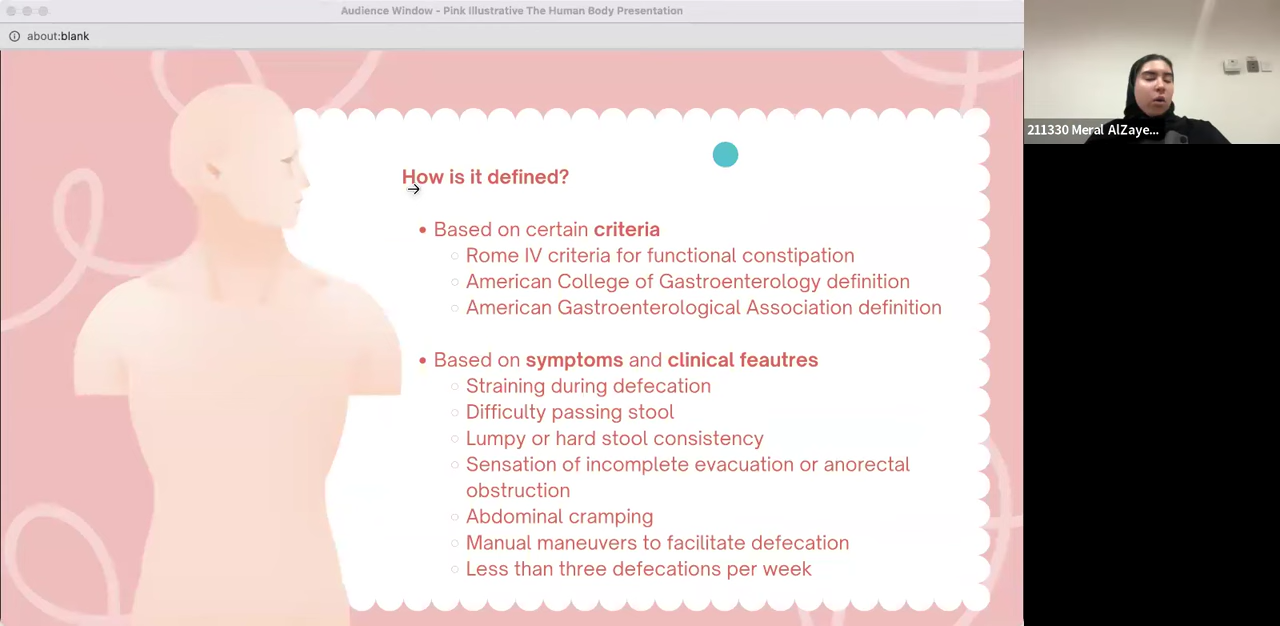 Audience Window - Pink Illustrative The Human Body Presentation
about:blank
211330 Meral AlZaye...
How is it defined?
Based on certain criteria
Rome IV criteria for functional constipation
American College of Gastroenterology definition
American Gastroenterological Association definition
Based on symptoms and clinical feautres
Straining during defecation
Difficulty passing stool
Lumpy or hard stool consistency
Sensation of incomplete evacuation or anorectal
obstruction
Abdominal cramping
Manual maneuvers to facilitate defecation
Less than three defecations per week